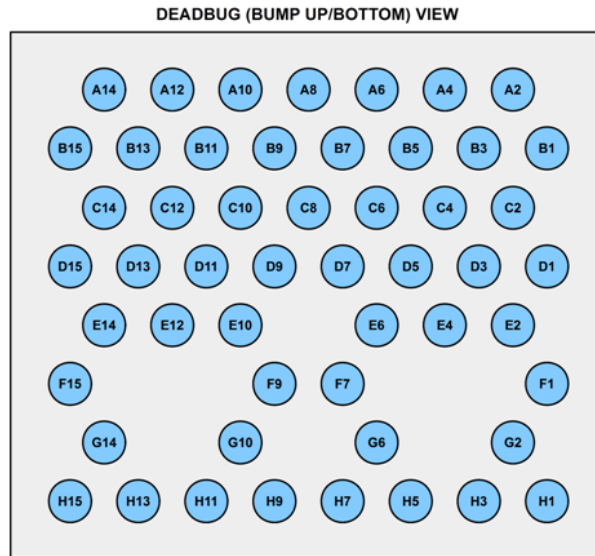 DEADBUG (BUMP UP/BOTTOM) VIEW
A14 A12 A10 A8 A6 A4 A2
B15 B13 B11 B9 B7 B5 B3 B1
C14 C12 C10 C8 C6 C4 C2
D15 D13 D11 D9 D7 D5 D3 D1
E14 E12 E10 E6 E4 E2
F15 F9 F7 F1
G14 G10 G6 G2
H15 H13 H11 H9 H7 H5 H3 H1